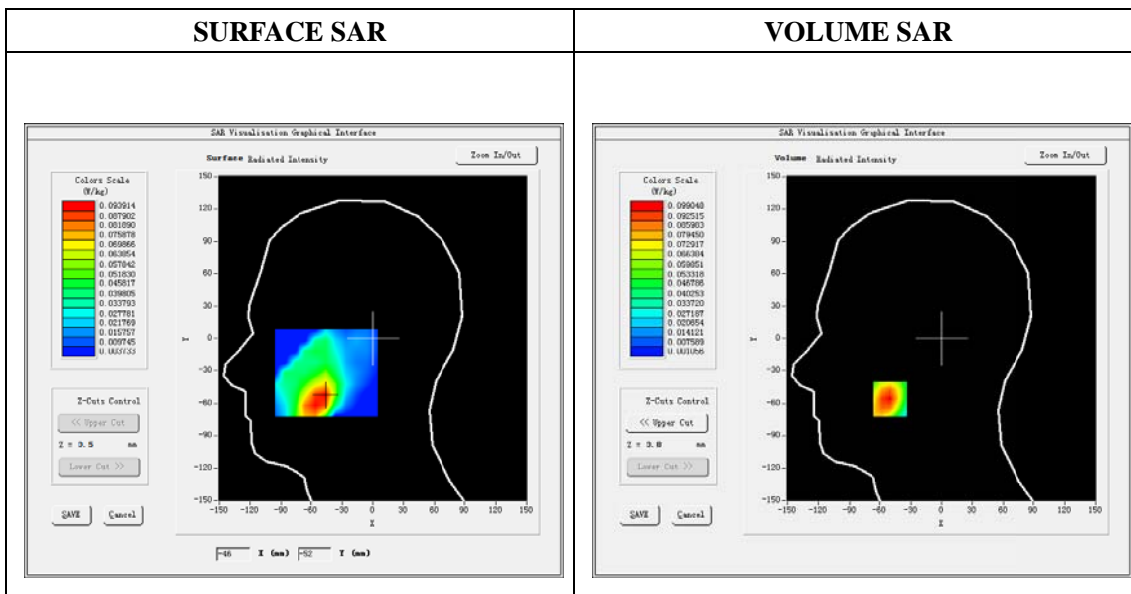 SURFACE SAR
VOLUME SAR
SAR Visualisation Graphical Interface
Surface Radiated Intensity
Zoom In/Out
Colors Scale
(W/kg)
0.093914
0.087902
0.081890
0.075878
0.069866
0.063854
0.057842
0.051830
0.045817
0.039805
0.033793
0.027781
0.021769
0.015757
0.009745
0.003733
150
120
90
60
30
0
-30
-60
-90
-120
-150
Y
-150 -120 -90 -60 -30 0 30 60 90 120 150
X
Z-Cuts Control
<< Upper Cut
Z = 3.5 mm
Lower Cut >>
SAVE Cancel
-46 X (mm) -52 Y (mm)
SAR Visualisation Graphical Interface
Volume Radiated Intensity
Zoom In/Out
Colors Scale
(W/kg)
0.099048
0.092515
0.085983
0.079450
0.072917
0.066384
0.059851
0.053318
0.046786
0.040253
0.033720
0.027187
0.020654
0.014121
0.007589
0.001056
150
120
90
60
30
0
-30
-60
-90
-120
-150
Y
-150 -120 -90 -60 -30 0 30 60 90 120 150
X
Z-Cuts Control
<< Upper Cut
Z = 3.8 mm
Lower Cut >>
SAVE Cancel